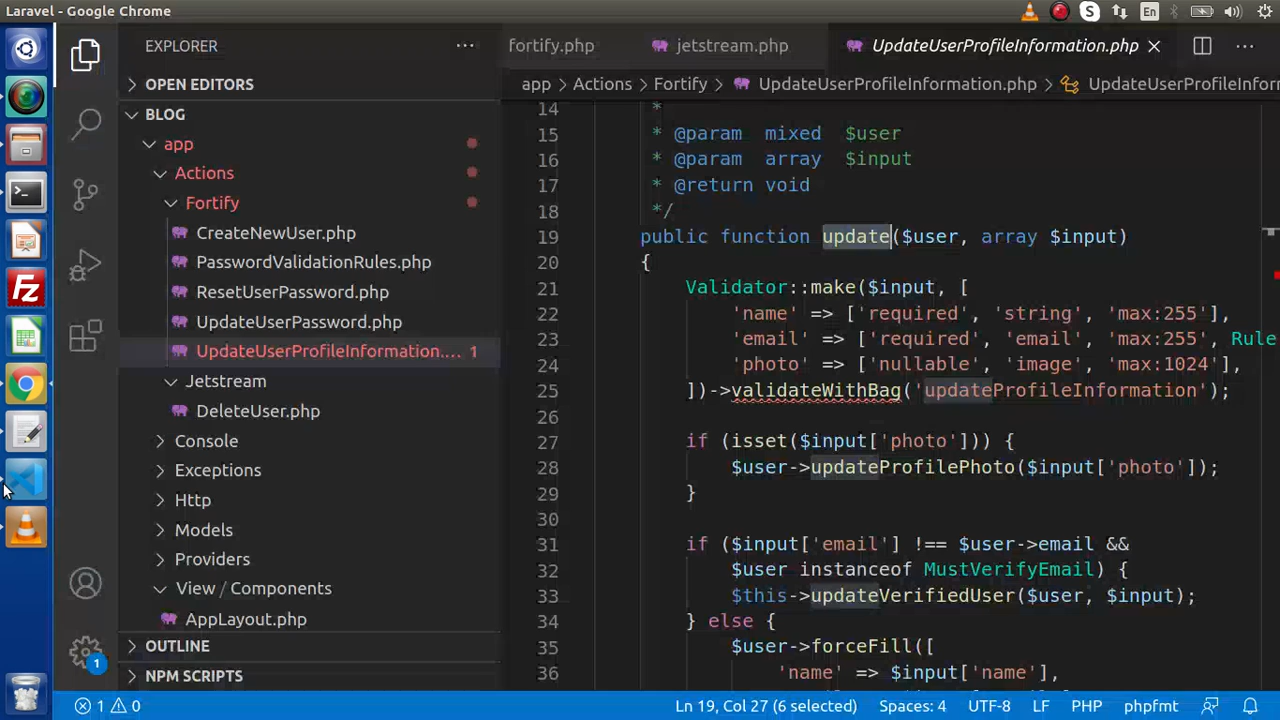 Laravel - Google Chrome
En
EXPLORER
OPEN EDITORS
BLOG
app
Actions
Fortify
CreateNewUser.php
PasswordValidationRules.php
ResetUserPassword.php
UpdateUserPassword.php
UpdateUserProfileInformation.... 1
Jetstream
DeleteUser.php
Console
Exceptions
Http
Models
Providers
View / Components
AppLayout.php
OUTLINE
NPM SCRIPTS
1
fortify.php jetstream.php UpdateUserProfileInformation.php
app > Actions > Fortify > UpdateUserProfileInformation.php > UpdateUserProfileInfor
14 *
15 * @param mixed $user
16 * @param array $input
17 * @return void
18 */
19 public function update($user, array $input)
20 {
21 Validator::make($input, [
22 'name' => ['required', 'string', 'max:255'],
23 'email' => ['required', 'email', 'max:255', Rule
24 'photo' => ['nullable', 'image', 'max:1024'],
25 ])->validateWithBag('updateProfileInformation');
26
27 if (isset($input['photo'])) {
28 $user->updateProfilePhoto($input['photo']);
29 }
30
31 if ($input['email'] !== $user->email &&
32 $user instanceof MustVerifyEmail) {
33 $this->updateVerifiedUser($user, $input);
34 } else {
35 $user->forceFill([
36 'name' => $input['name'],
1 0 Ln 19, Col 27 (6 selected) Spaces: 4 UTF-8 LF PHP phpfmt